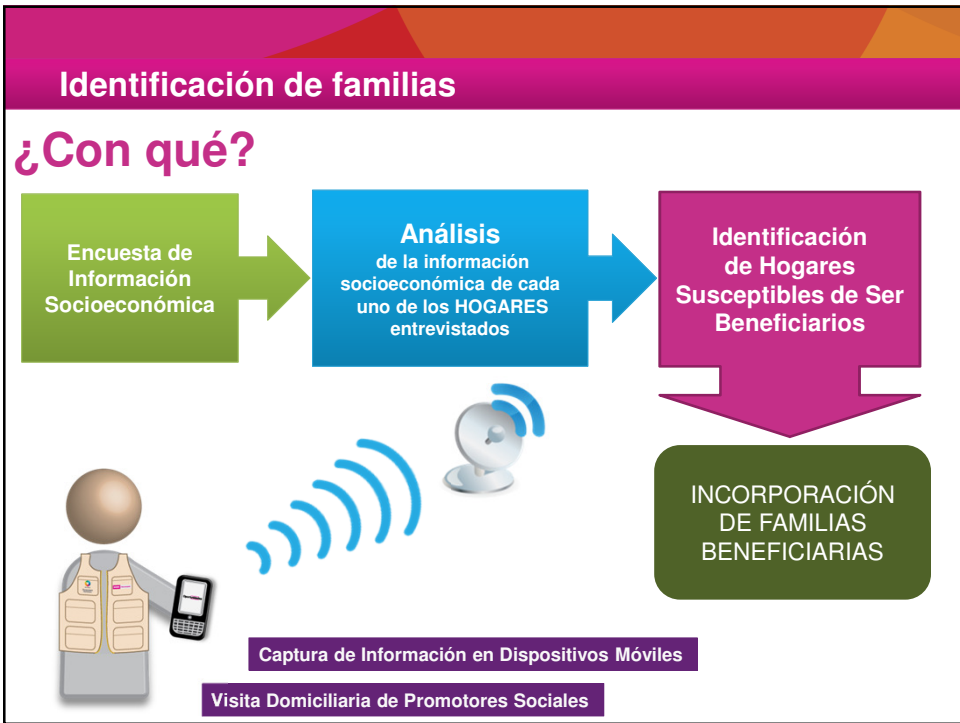 Identificación de familias
¿Con qué?
Encuesta de
Información
Socioeconómica
Análisis
de la información
socioeconómica de cada
uno de los HOGARES
entrevistados
Identificación
de Hogares
Susceptibles de Ser
Beneficiarios
INCORPORACIÓN
DE FAMILIAS
BENEFICIARIAS
Captura de Información en Dispositivos Móviles
Visita Domiciliaria de Promotores Sociales